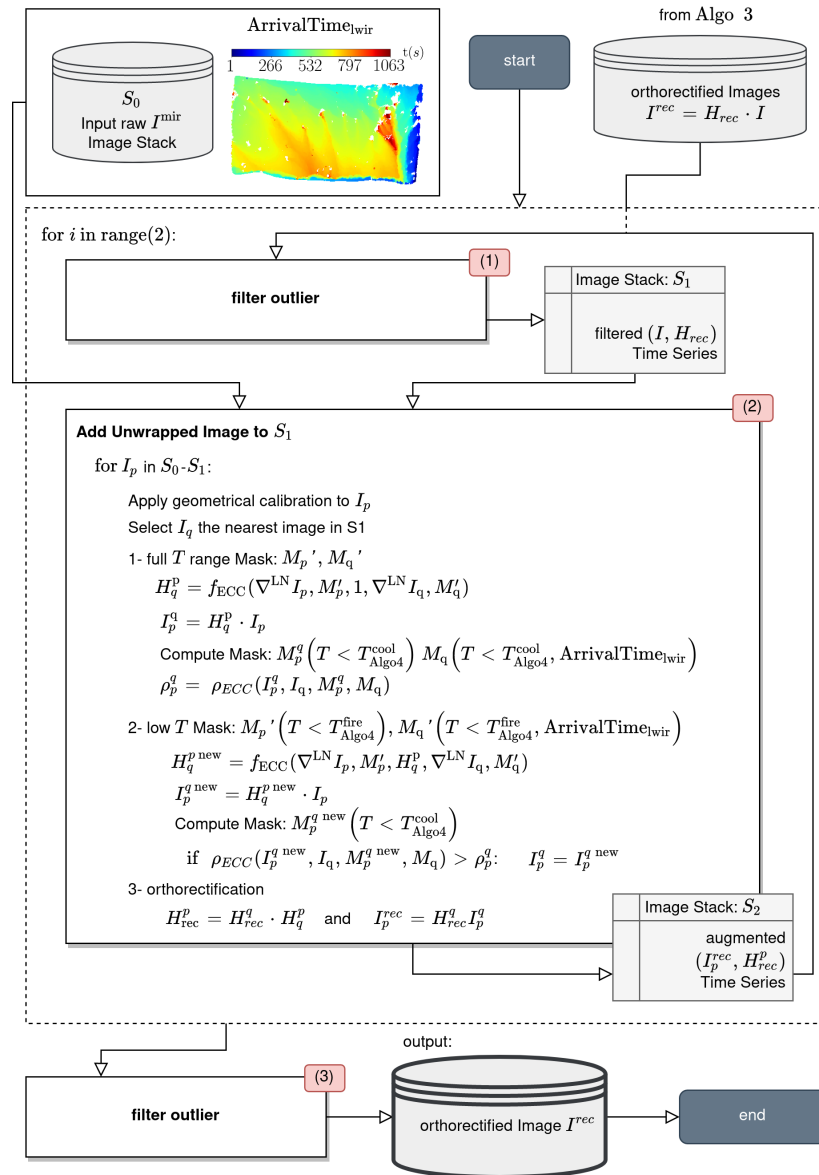 ArrivalTime_lwir
t(s)
1 266 532 797 1063
S_0
Input raw I^mir
Image Stack
start
from Algo 3
orthorectified Images
I^rec = H_rec · I
for i in range(2):
(1)
filter outlier
Image Stack: S_1
filtered (I, H_rec)
Time Series
(2)
Add Unwrapped Image to S_1
for I_p in S_0-S_1:
Apply geometrical calibration to I_p
Select I_q the nearest image in S1
1- full T range Mask: M_p', M_q'
H_q^p = f_ECC(∇^LN I_p, M_p′, 1, ∇^LN I_q, M_q′)
I_p^q = H_q^p · I_p
Compute Mask: M_p^q(T < T_Algo4^cool) M_q(T < T_Algo4^cool, ArrivalTime_lwir)
ρ_p^q = ρ_ECC(I_p^q, I_q, M_p^q, M_q)
2- low T Mask: M_p'(T < T_Algo4^fire), M_q'(T < T_Algo4^fire, ArrivalTime_lwir)
H_q^p new = f_ECC(∇^LN I_p, M_p′, H_q^p, ∇^LN I_q, M_q′)
I_p^q new = H_q^p new · I_p
Compute Mask: M_p^q new(T < T_Algo4^cool)
if ρ_ECC(I_p^q new, I_q, M_p^q new, M_q) > ρ_p^q: I_p^q = I_p^q new
3- orthorectification
H_rec^p = H_rec^q · H_q^p and I_p^rec = H_rec^q I_p^q
Image Stack: S_2
augmented
(I_p^rec, H_rec^p)
Time Series
output:
(3)
filter outlier
orthorectified Image I^rec
end